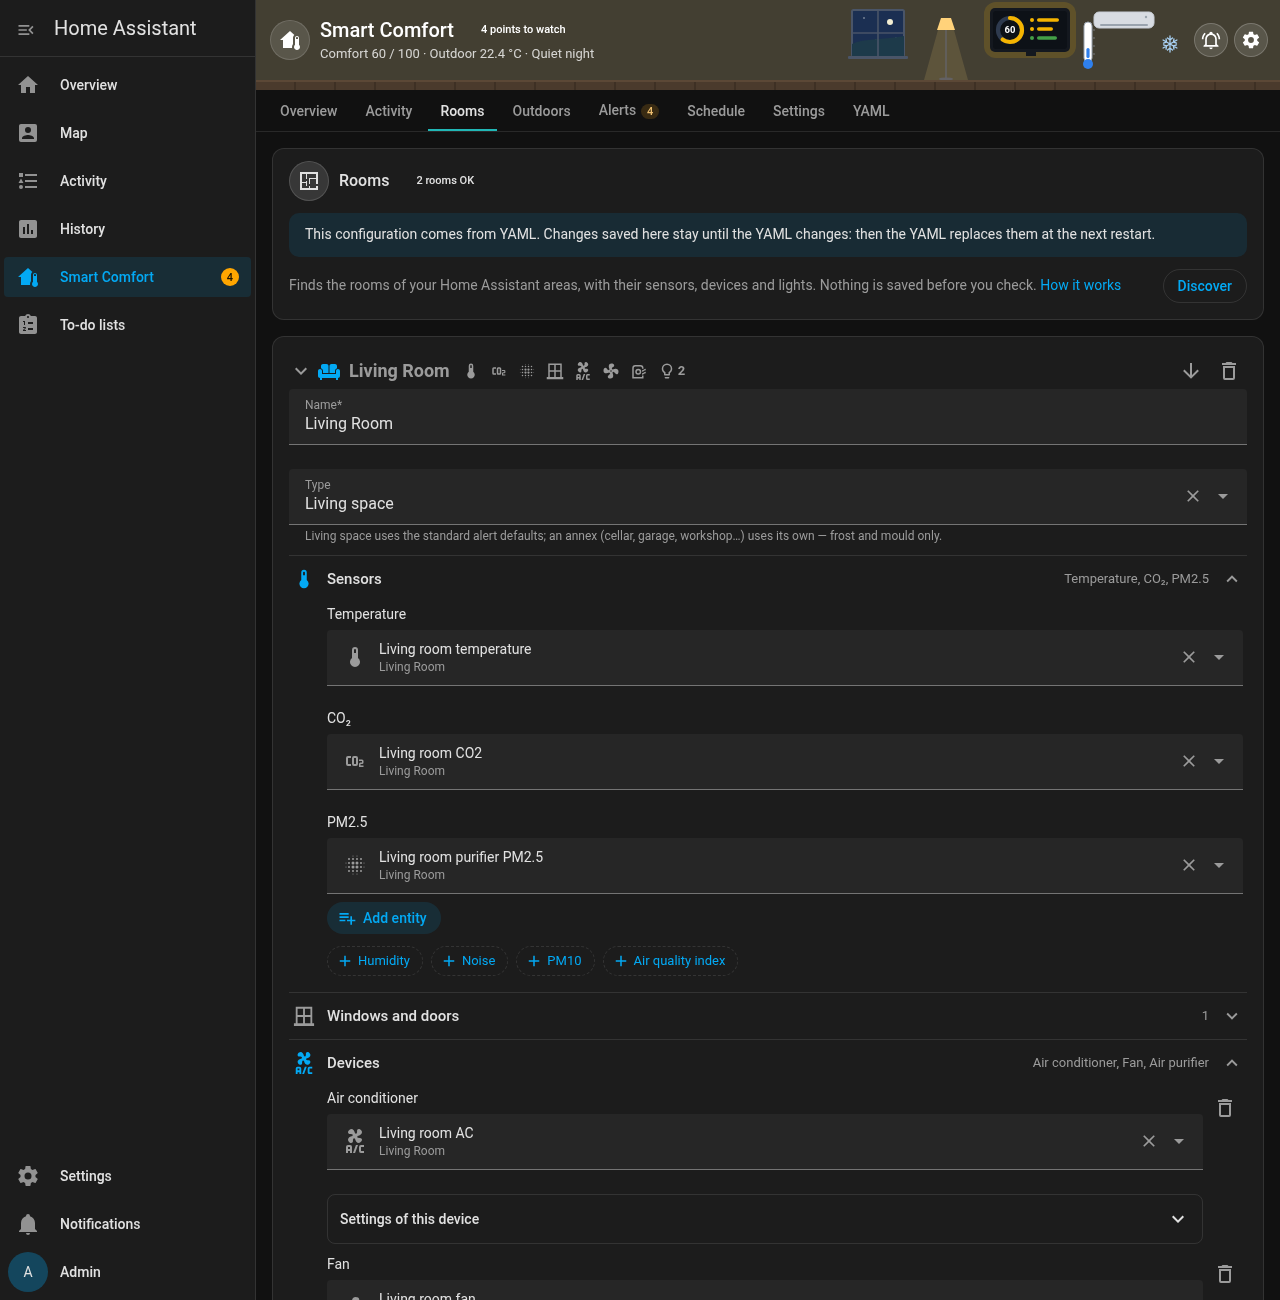 Home Assistant
Overview
Map
Activity
History
Smart Comfort
4
To-do lists
Settings
Notifications
A
Admin
Smart Comfort
4 points to watch
Comfort 60 / 100 · Outdoor 22.4 °C · Quiet night
60
Overview
Activity
Rooms
Outdoors
Alerts 4
Schedule
Settings
YAML
Rooms
2 rooms OK
This configuration comes from YAML. Changes saved here stay until the YAML changes: then the YAML replaces them at the next restart.
Finds the rooms of your Home Assistant areas, with their sensors, devices and lights. Nothing is saved before you check. How it works
Discover
Living Room
CO2
A/C
2
Name*
Living Room
Type
Living space
Living space uses the standard alert defaults; an annex (cellar, garage, workshop…) uses its own — frost and mould only.
Sensors
Temperature, CO₂, PM2.5
Temperature
Living room temperature
Living Room
CO₂
CO2
Living room CO2
Living Room
PM2.5
Living room purifier PM2.5
Living Room
Add entity
Humidity
Noise
PM10
Air quality index
Windows and doors
1
A/C
Devices
Air conditioner, Fan, Air purifier
Air conditioner
A/C
Living room AC
Living Room
Settings of this device
Fan
Living room fan